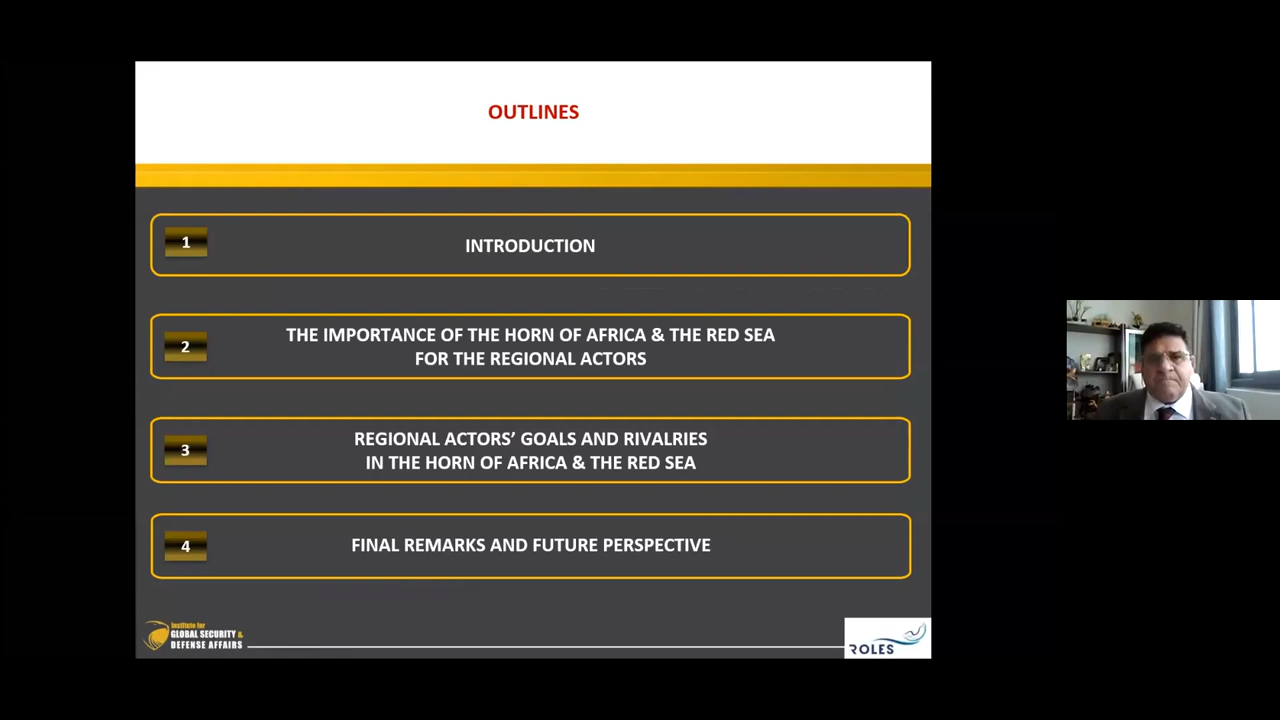 OUTLINES
1
INTRODUCTION
2
THE IMPORTANCE OF THE HORN OF AFRICA & THE RED SEA
FOR THE REGIONAL ACTORS
3
REGIONAL ACTORS’ GOALS AND RIVALRIES
IN THE HORN OF AFRICA & THE RED SEA
4
FINAL REMARKS AND FUTURE PERSPECTIVE
Institute for
GLOBAL SECURITY &
DEFENSE AFFAIRS
ROLES